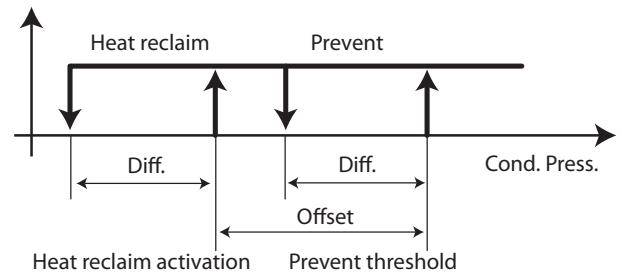 Heat reclaim Prevent
Diff. Diff. Cond. Press.
Offset
Heat reclaim activation Prevent threshold